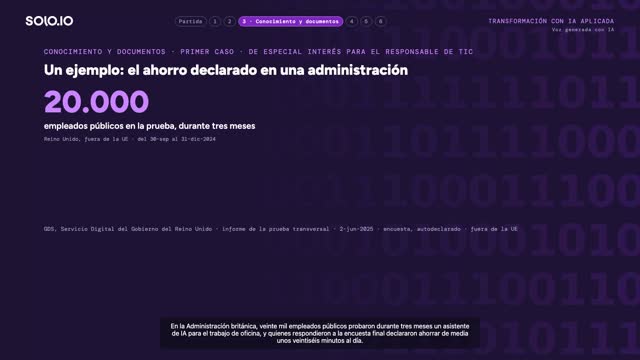 SOLO.IO
Partida 1 2 3 · Conocimiento y documentos 4 5 6
TRANSFORMACIÓN CON IA APLICADA
Voz generada con IA
CONOCIMIENTO Y DOCUMENTOS · PRIMER CASO · DE ESPECIAL INTERÉS PARA EL RESPONSABLE DE TIC
Un ejemplo: el ahorro declarado en una administración
20.000
empleados públicos en la prueba, durante tres meses
Reino Unido, fuera de la UE · del 30-sep al 31-dic-2024
GDS, Servicio Digital del Gobierno del Reino Unido · informe de la prueba transversal · 2-jun-2025 · encuesta, autodeclarado · fuera de la UE
En la Administración británica, veinte mil empleados públicos probaron durante tres meses un asistente
de IA para el trabajo de oficina, y quienes respondieron a la encuesta final declararon ahorrar de media
unos veintiséis minutos al día.